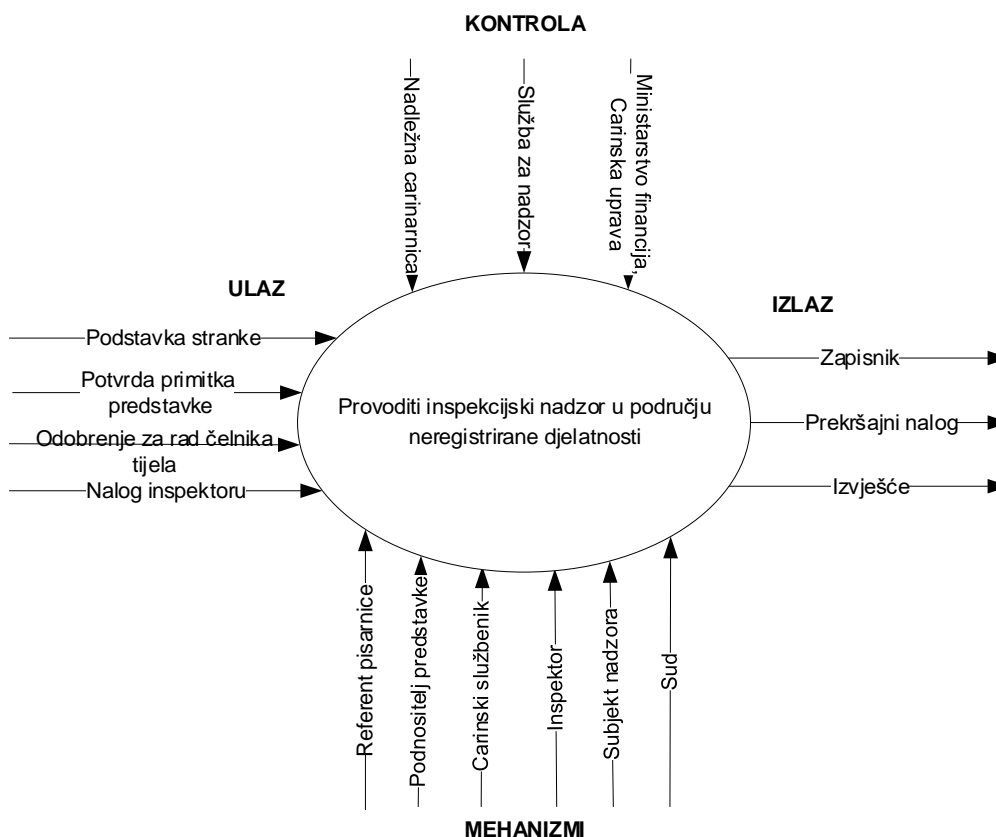 KONTROLA
Nadležna carinarnica
Služba za nadzor
Ministarstvo financija,
Carinska uprava
ULAZ
Podstavka stranke
Potvrda primitka
predstavke
Odobrenje za rad čelnika
tijela
Nalog inspektoru
Provoditi inspekcijski nadzor u području
neregistrirane djelatnosti
IZLAZ
Zapisnik
Prekršajni nalog
Izvješće
Referent pisarnice
Podnositelj predstavke
Carinski službenik
Inspektor
Subjekt nadzora
Sud
MEHANIZMI